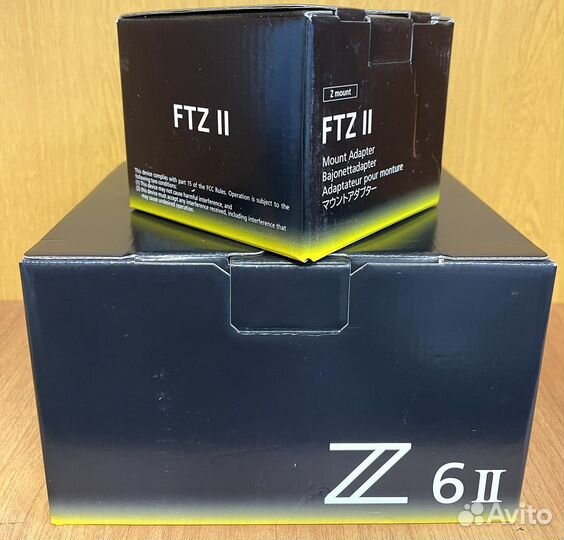 FTZ II
This device complies with part 15 of the FCC Rules. Operation is subject to the
following two conditions:
(1) This device may not cause harmful interference, and
(2) this device must accept any interference received, including interference that
may cause undesired operation.
Z mount
FTZ II
Mount Adapter
Bajonettadapter
Adaptateur pour monture
マウントアダプター
Z 6 II
Avito